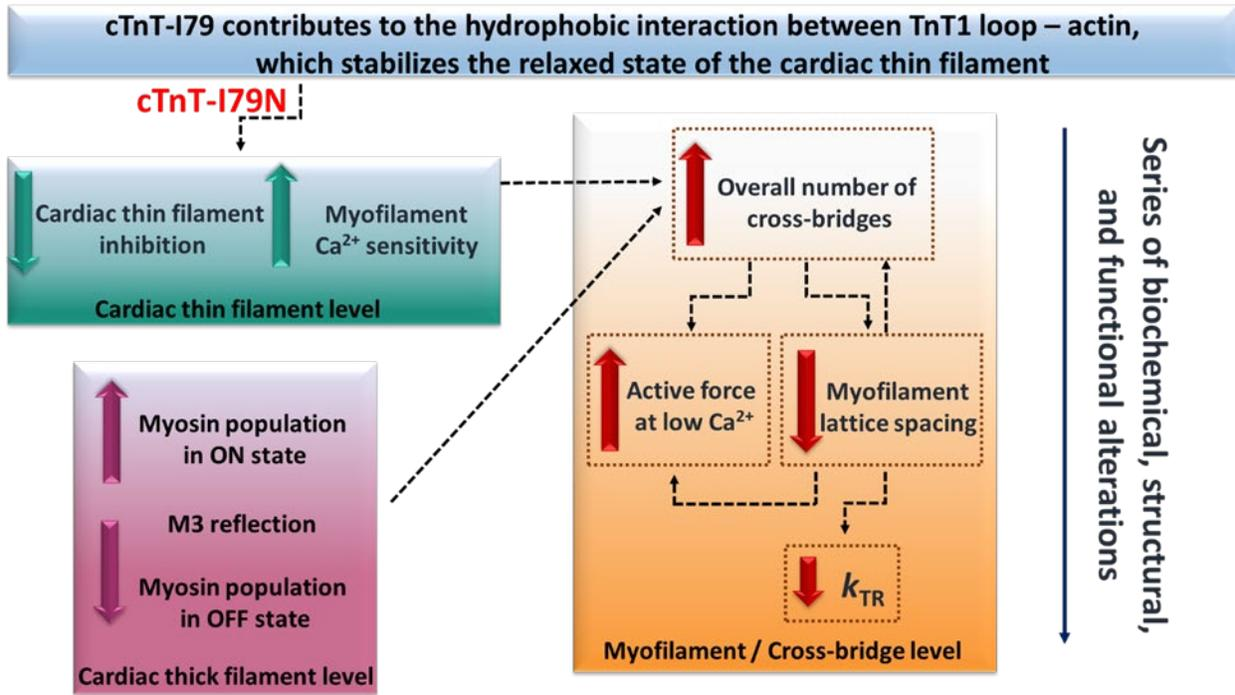 cTnT-I79 contributes to the hydrophobic interaction between TnT1 loop – actin,
which stabilizes the relaxed state of the cardiac thin filament
cTnT-I79N
Cardiac thin filament
inhibition
Myofilament
Ca²⁺ sensitivity
Cardiac thin filament level
Myosin population
in ON state
M3 reflection
Myosin population
in OFF state
Cardiac thick filament level
Overall number of
cross-bridges
Active force
at low Ca²⁺
Myofilament
lattice spacing
kTR
Myofilament / Cross-bridge level
Series of biochemical, structural,
and functional alterations